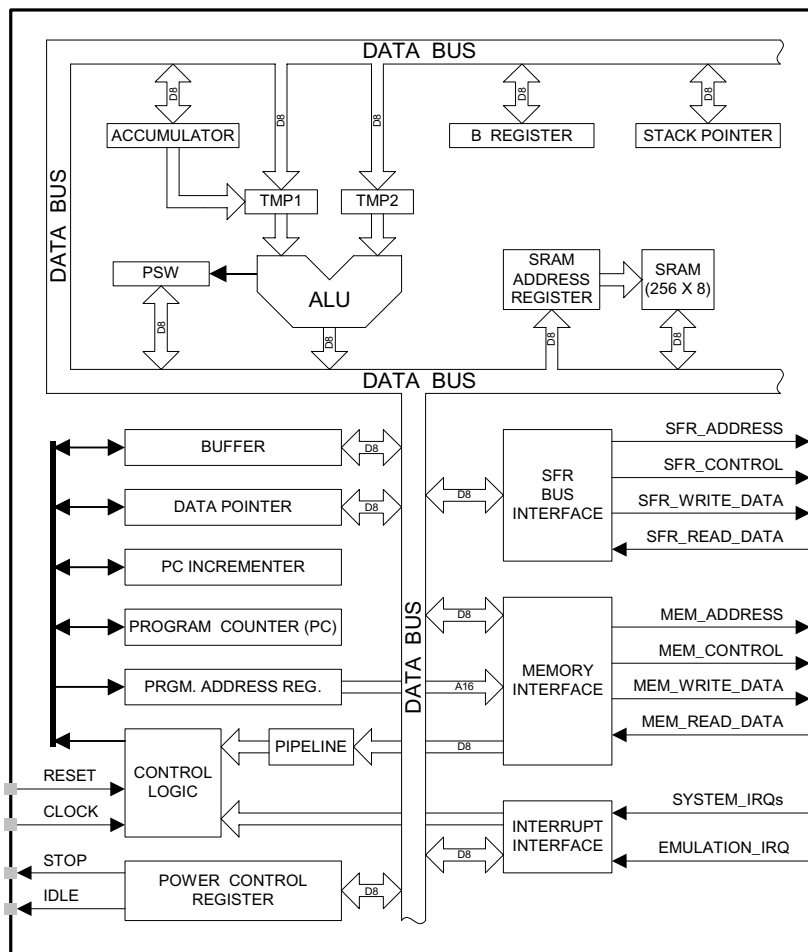 DATA BUS
D8
D8
D8
D8
D8
ACCUMULATOR
B REGISTER
STACK POINTER
DATA BUS
TMP1
TMP2
PSW
ALU
SRAM
ADDRESS
REGISTER
SRAM
(256 X 8)
D8
D8
D8
D8
DATA BUS
BUFFER
D8
DATA POINTER
D8
PC INCREMENTER
PROGRAM COUNTER (PC)
PRGM. ADDRESS REG.
DATA BUS
D8
SFR
BUS
INTERFACE
SFR_ADDRESS
SFR_CONTROL
SFR_WRITE_DATA
SFR_READ_DATA
D8
A16
D8
MEMORY
INTERFACE
MEM_ADDRESS
MEM_CONTROL
MEM_WRITE_DATA
MEM_READ_DATA
PIPELINE
CONTROL
LOGIC
RESET
CLOCK
INTERRUPT
INTERFACE
D8
SYSTEM_IRQs
EMULATION_IRQ
STOP
IDLE
POWER CONTROL
REGISTER
D8